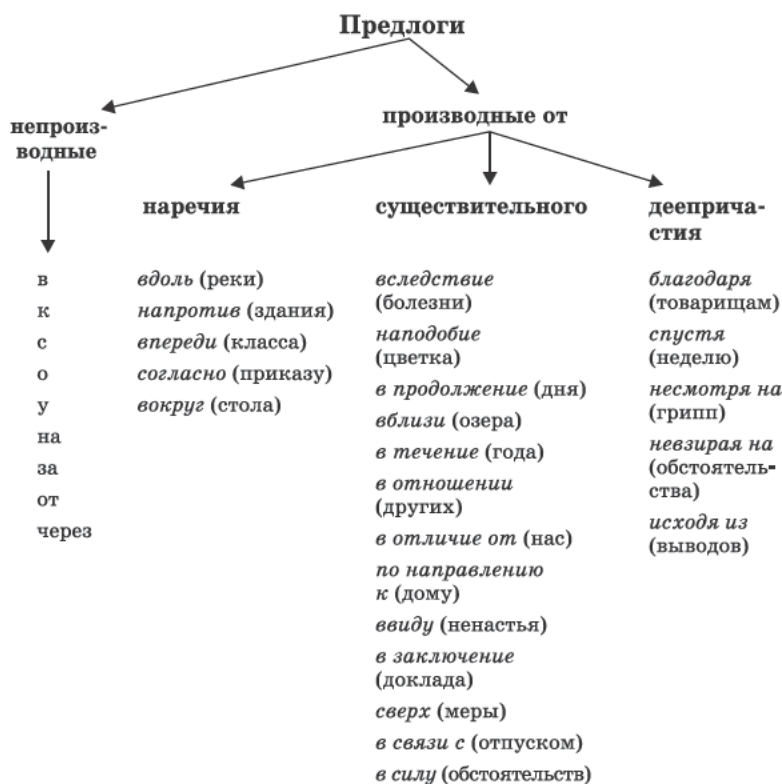 Предлоги
непроиз-
водные
производные от
наречия
существительного
дееприча-
стия
в
к
с
о
у
на
за
от
через
вдоль (реки)
напротив (здания)
впереди (класса)
согласно (приказу)
вокруг (стола)
вследствие
(болезни)
наподобие
(цветка)
в продолжение (дня)
вблизи (озера)
в течение (года)
в отношении
(других)
в отличие от (нас)
по направлению
к (дому)
ввиду (ненастья)
в заключение
(доклада)
сверх (меры)
в связи с (отпуском)
в силу (обстоятельств)
благодаря
(товарищам)
спустя
(неделю)
несмотря на
(грипп)
невзирая на
(обстоятель-
ства)
исходя из
(выводов)